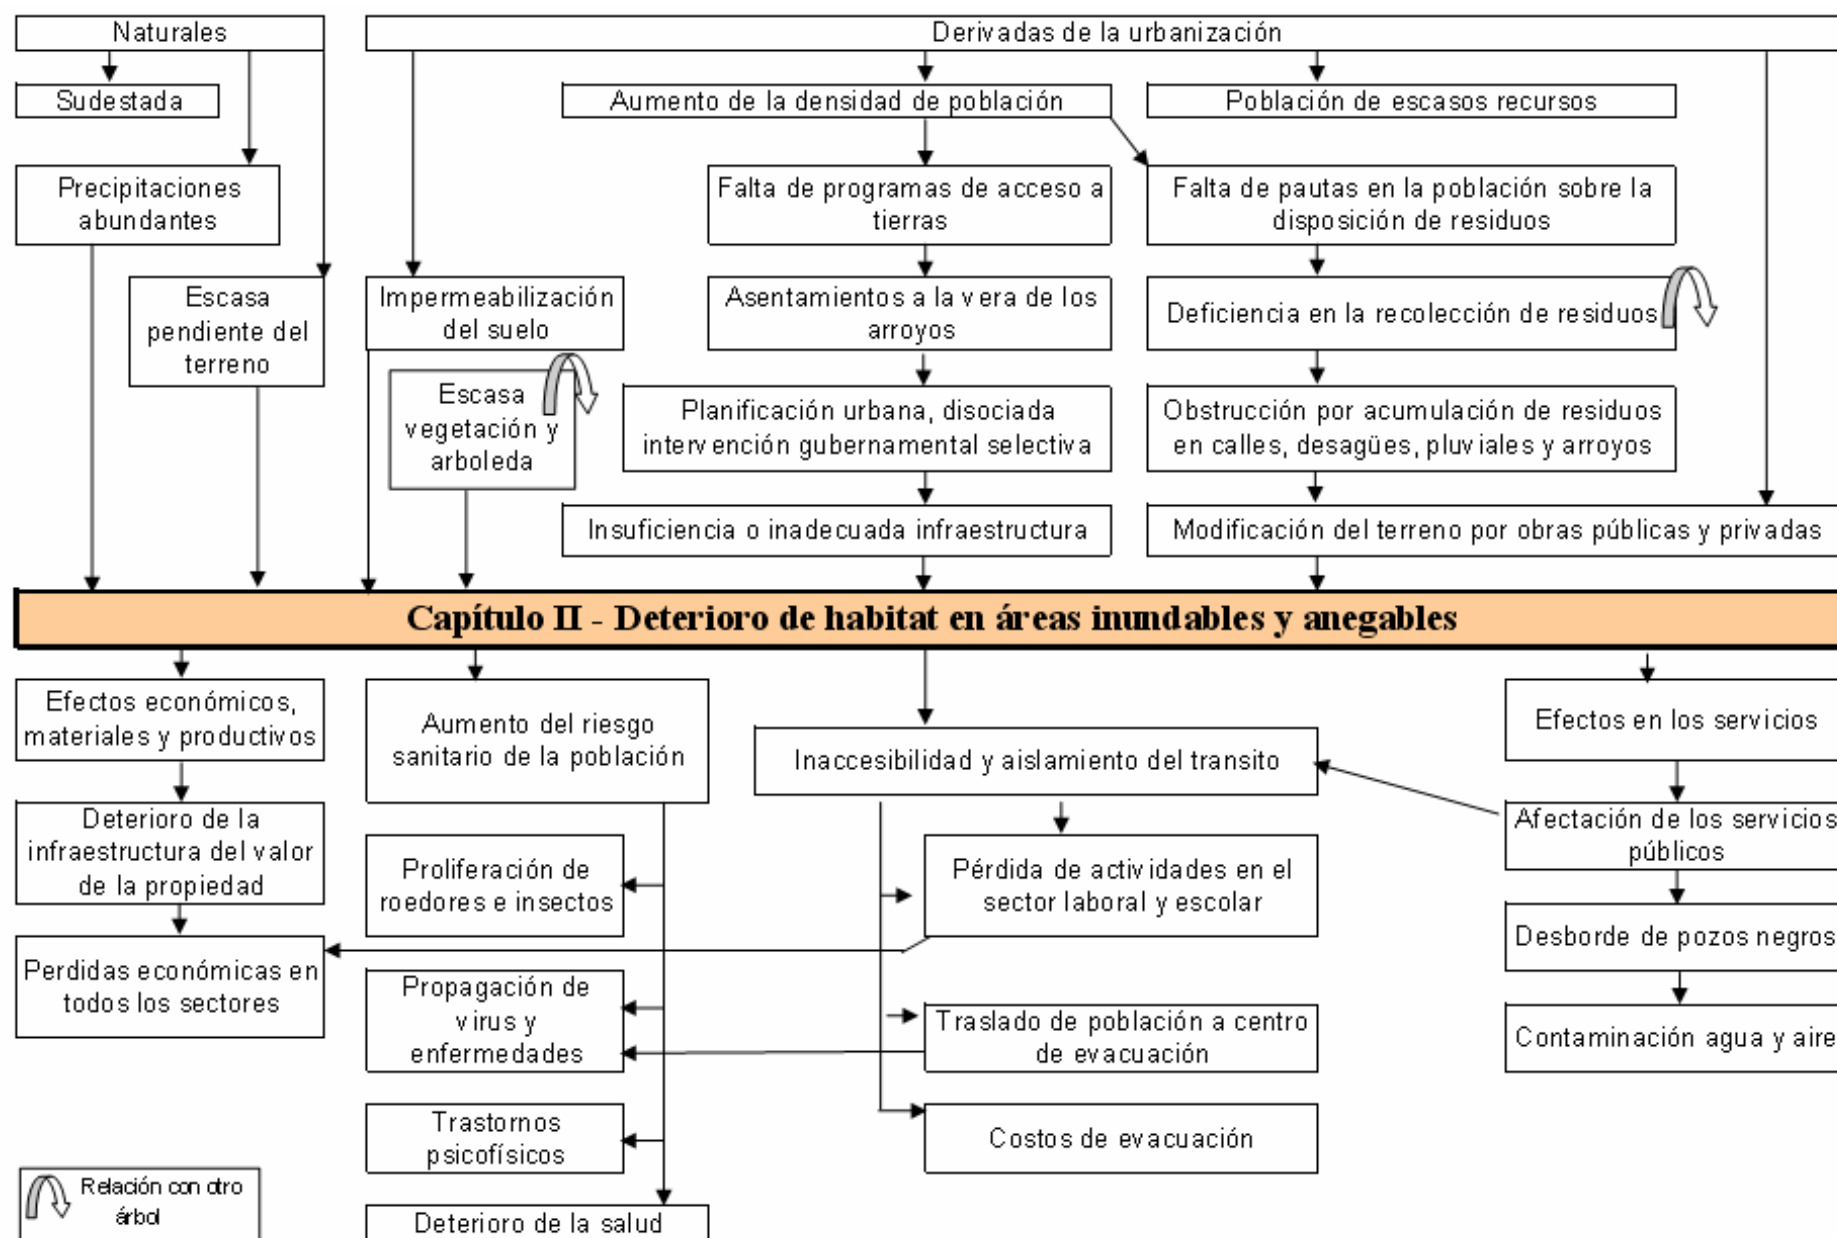 Naturales
Derivadas de la urbanización
Sudestada
Aumento de la densidad de población
Población de escasos recursos
Precipitaciones
abundantes
Falta de programas de acceso a
tierras
Falta de pautas en la población sobre la
disposición de residuos
Escasa
pendiente del
terreno
Impermeabilización
del suelo
Asentamientos a la vera de los
arroyos
Deficiencia en la recolección de residuos
Escasa
vegetación y
arboleda
Planificación urbana, disociada
intervención gubernamental selectiva
Obstrucción por acumulación de residuos
en calles, desagües, pluviales y arroyos
Insuficiencia o inadecuada infraestructura
Modificación del terreno por obras públicas y privadas
Capítulo II - Deterioro de habitat en áreas inundables y anegables
Efectos económicos,
materiales y productivos
Aumento del riesgo
sanitario de la población
Inaccesibilidad y aislamiento del transito
Efectos en los servicios
Deterioro de la
infraestructura del valor
de la propiedad
Proliferación de
roedores e insectos
Pérdida de actividades en el
sector laboral y escolar
Afectación de los servicios
públicos
Desborde de pozos negros
Perdidas económicas en
todos los sectores
Propagación de
virus y
enfermedades
Traslado de población a centro
de evacuación
Contaminación agua y aire
Trastornos
psicofísicos
Costos de evacuación
Relación con otro
árbol
Deterioro de la salud